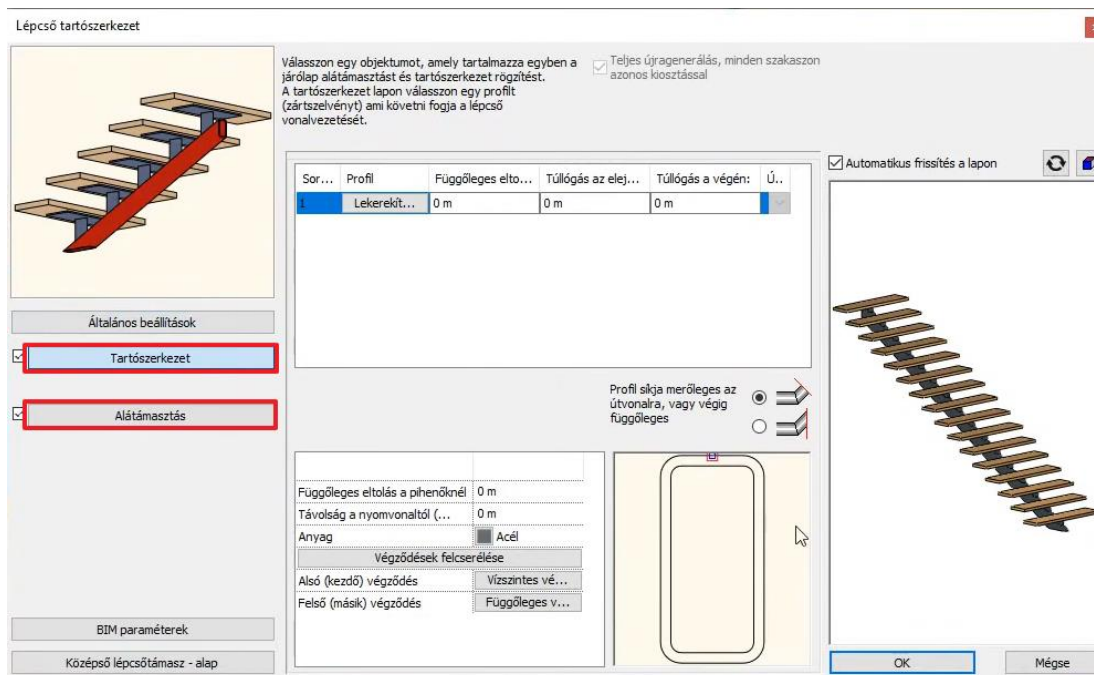 Lépcső tartószerkezet
Válasszon egy objektumot, amely tartalmazza egyben a
járólap alátámasztást és tartószerkezet rögzítést.
A tartószerkezet lapon válasszon egy profilt
(zártszelvényt) ami követni fogja a lépcső
vonalvezetését.
Teljes újragenerálás, minden szakaszon
azonos kiosztással
Automatikus frissítés a lapon
Sor... Profil Függőleges elto... Túllógás az elej... Túllógás a végén: Ú..
1 Lekerekít... 0 m 0 m 0 m
Általános beállítások
Tartószerkezet
Alátámasztás
Profil síkja merőleges az
útvonalra, vagy végig
függőleges
Függőleges eltolás a pihenőknél 0 m
Távolság a nyomvonaltól (... 0 m
Anyag Acél
Végződések felcserélése
Alsó (kezdő) végződés Vízszintes vé...
Felső (másik) végződés Függőleges v...
BIM paraméterek
Középső lépcsőtámasz - alap
OK Mégse